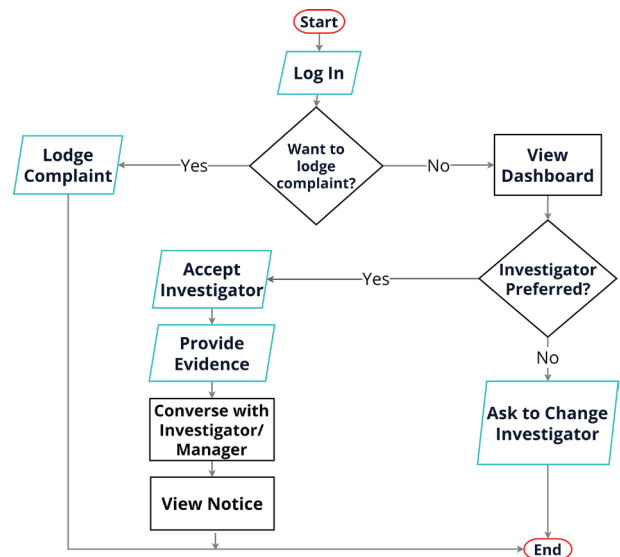 Start
Log In
Want to
lodge
complaint?
Yes
No
Lodge
Complaint
View
Dashboard
Investigator
Preferred?
Yes
No
Accept
Investigator
Provide
Evidence
Converse with
Investigator/
Manager
View Notice
Ask to Change
Investigator
End